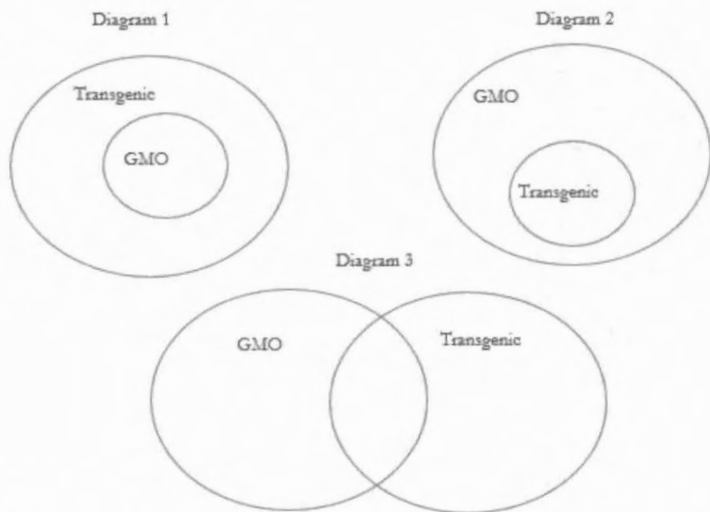 Diagram 1
Diagram 2
Transgenic
GMO
GMO
Transgenic
Diagram 3
GMO
Transgenic